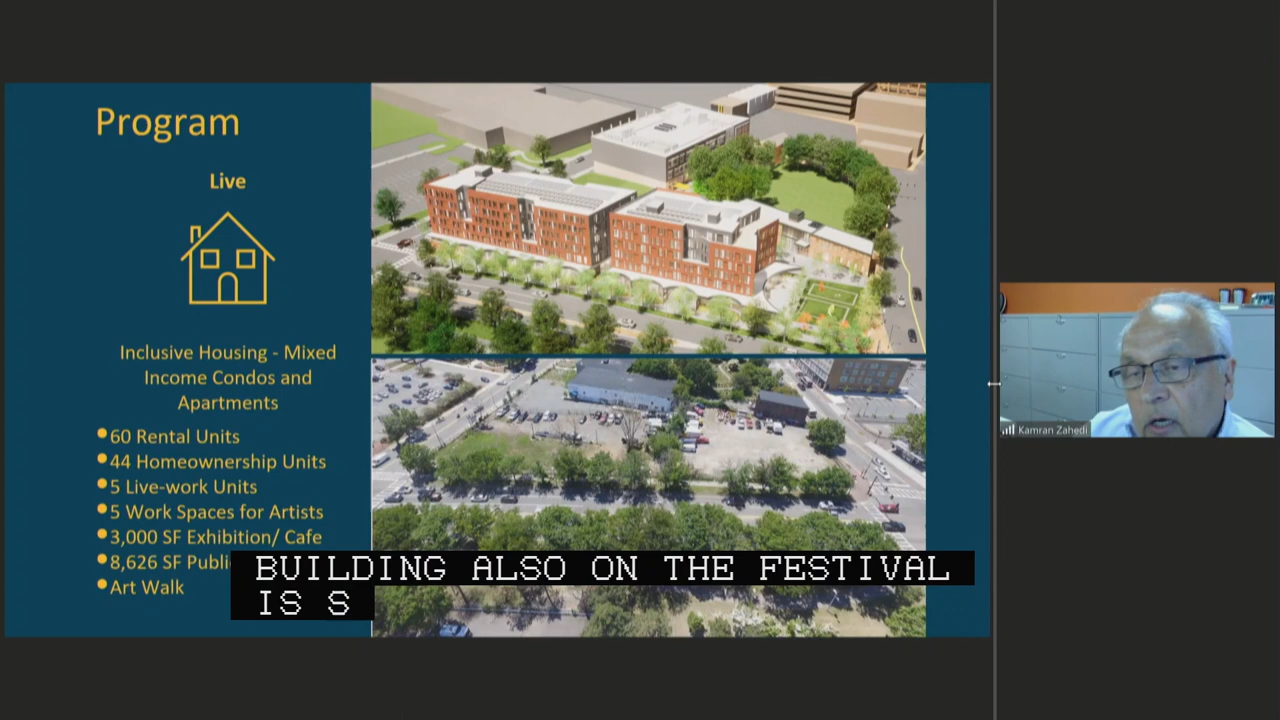 Program
Live
Inclusive Housing - Mixed
Income Condos and
Apartments
•60 Rental Units
•44 Homeownership Units
•5 Live-work Units
•5 Work Spaces for Artists
•3,000 SF Exhibition/ Cafe
•8,626 SF Publi
•Art Walk
BUILDING ALSO ON THE FESTIVAL
IS S
Kamran Zahedi